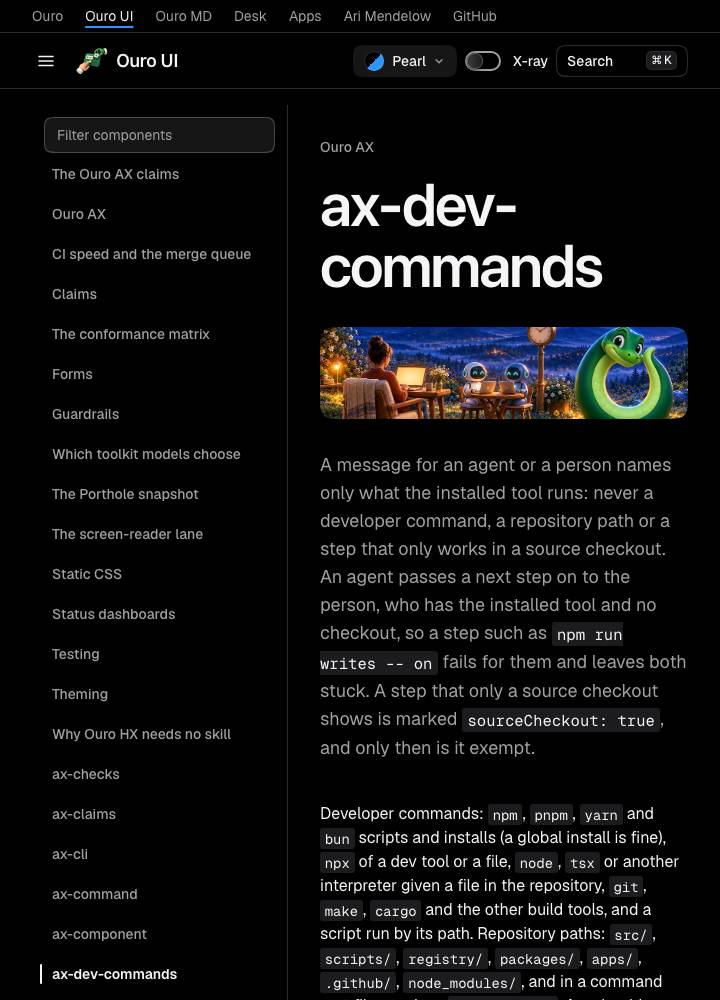 Ouro
Ouro UI
Ouro MD
Desk
Apps
Ari Mendelow
GitHub
Ouro UI
Pearl
X-ray
Search
⌘ K
Filter components
The Ouro AX claims
Ouro AX
CI speed and the merge queue
Claims
The conformance matrix
Forms
Guardrails
Which toolkit models choose
The Porthole snapshot
The screen-reader lane
Static CSS
Status dashboards
Testing
Theming
Why Ouro HX needs no skill
ax-checks
ax-claims
ax-cli
ax-command
ax-component
ax-dev-commands
Ouro AX
ax-dev-
commands
A message for an agent or a person names
only what the installed tool runs: never a
developer command, a repository path or a
step that only works in a source checkout.
An agent passes a next step on to the
person, who has the installed tool and no
checkout, so a step such as npm run
writes -- on fails for them and leaves both
stuck. A step that only a source checkout
shows is marked sourceCheckout: true,
and only then is it exempt.
Developer commands: npm, pnpm, yarn and
bun scripts and installs (a global install is fine),
npx of a dev tool or a file, node, tsx or another
interpreter given a file in the repository, git,
make, cargo and the other build tools, and a
script run by its path. Repository paths: src/,
scripts/, registry/, packages/, apps/,
.github/, node_modules/, and in a command